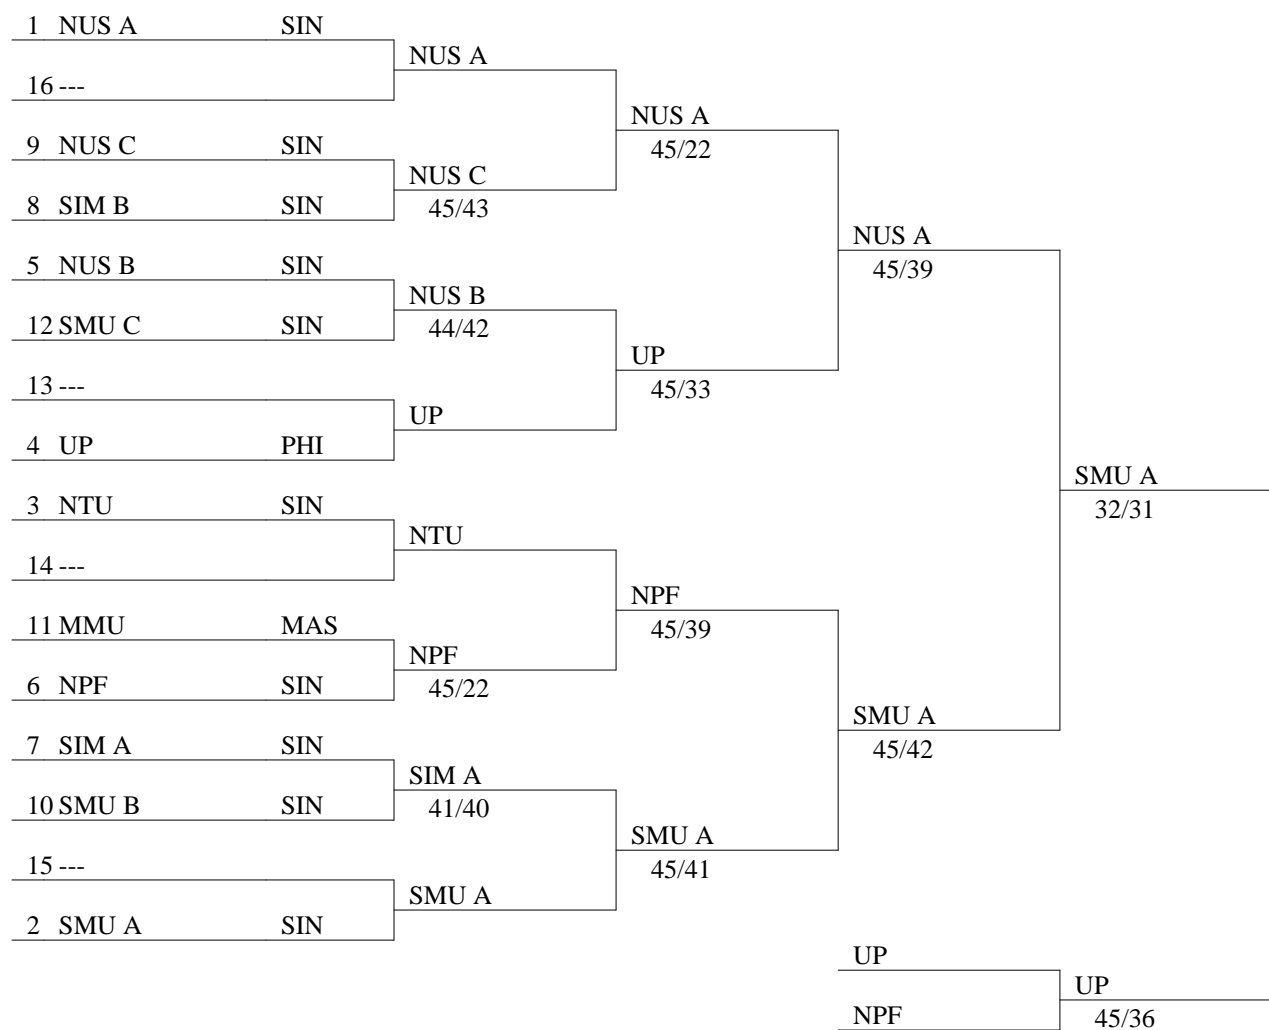 1 NUS A SIN
NUS A
16 ---
NUS A
45/22
9 NUS C SIN
NUS C
45/43
8 SIM B SIN
NUS A
45/39
5 NUS B SIN
NUS B
44/42
12 SMU C SIN
UP
45/33
13 ---
UP
4 UP PHI
SMU A
32/31
3 NTU SIN
NTU
14 ---
NPF
45/39
11 MMU MAS
NPF
45/22
6 NPF SIN
SMU A
45/42
7 SIM A SIN
SIM A
41/40
10 SMU B SIN
SMU A
45/41
15 ---
SMU A
2 SMU A SIN
UP
UP
45/36
NPF